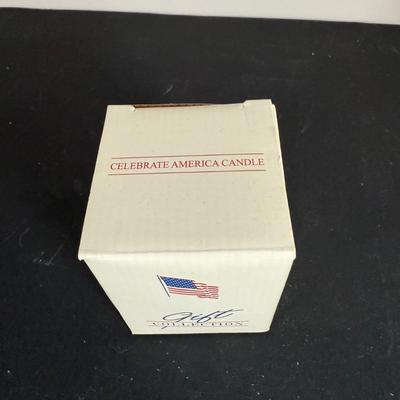 CELEBRATE AMERICA CANDLE
Gift
COLLECTION